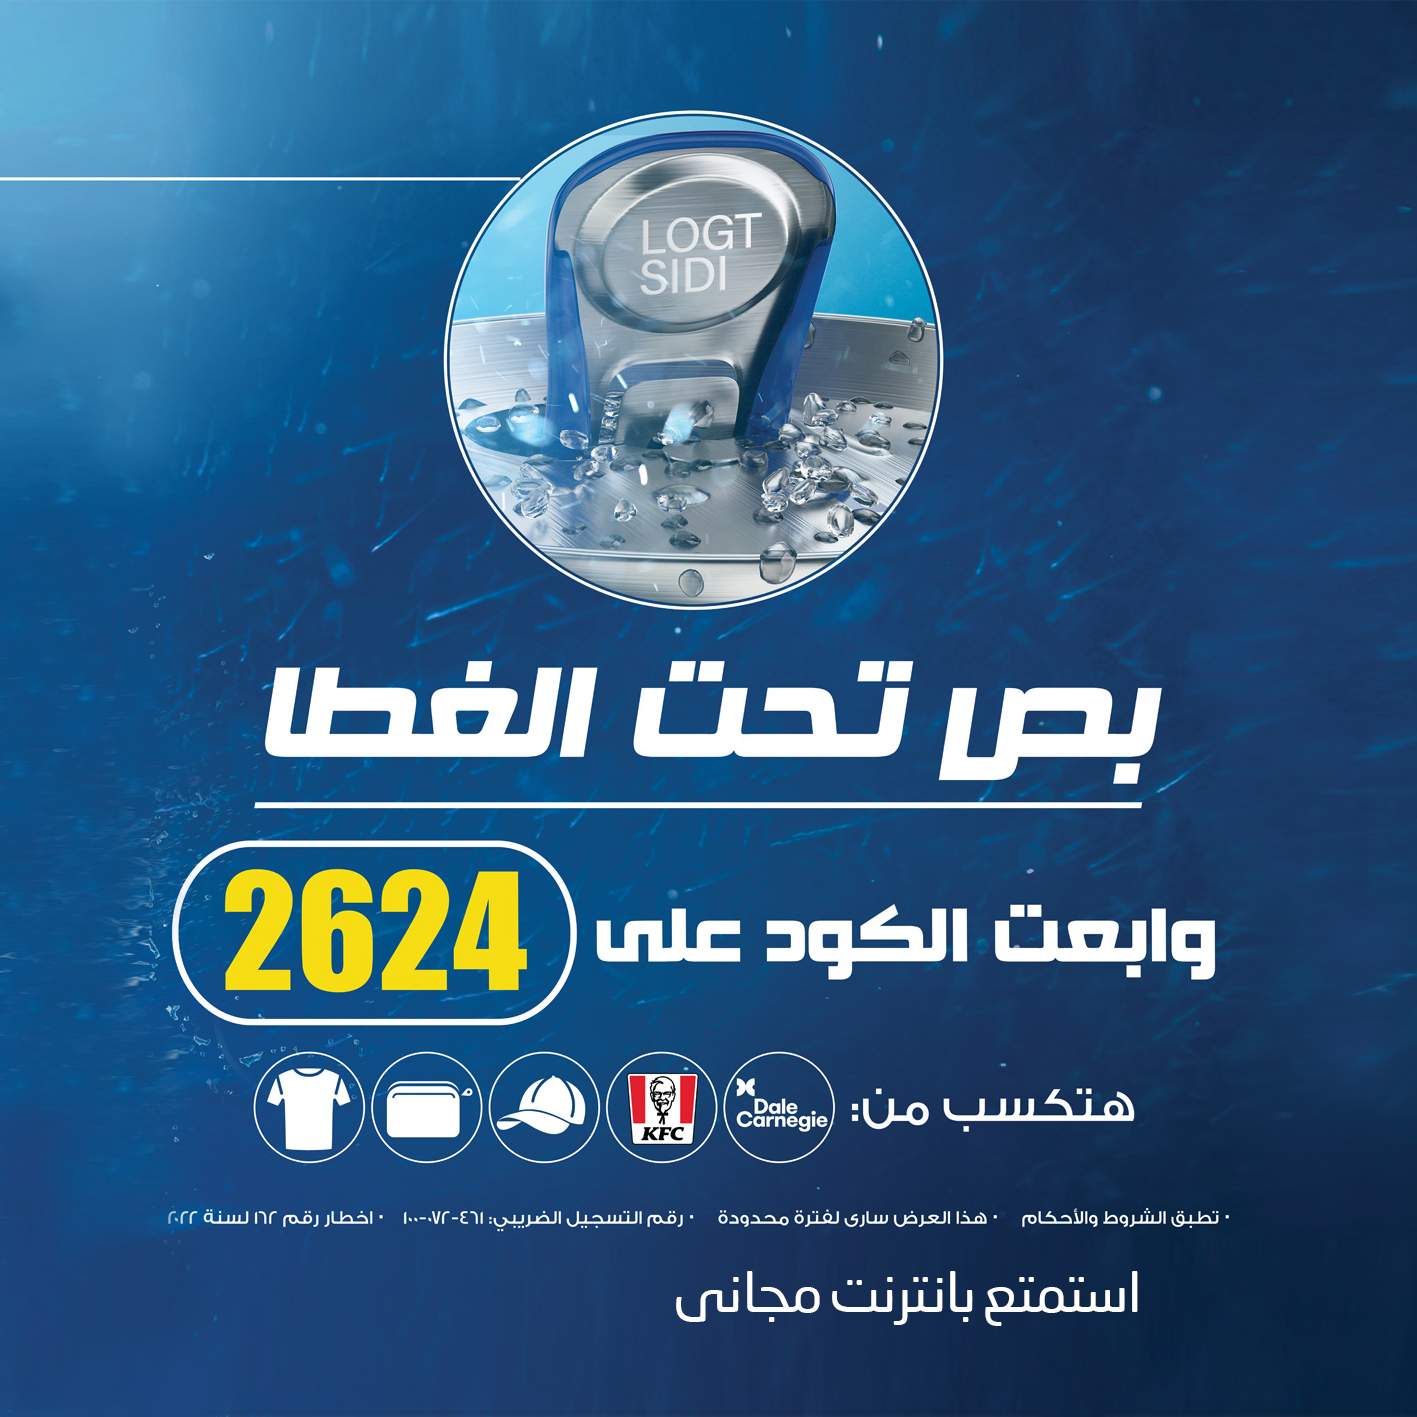 LOGT
SIDI
بص تحت الغطا
وابعت الكود على 2624
هتكسب من:
Dale
Carnegie
KFC
· تطبق الشروط والأحكام · هذا العرض سارى لفترة محدودة · رقم التسجيل الضريبي: ٤٦١-٠٧٢-١٠٠ · اخطار رقم ١٦٢ لسنة ٢٠٢٢
استمتع بانترنت مجانى